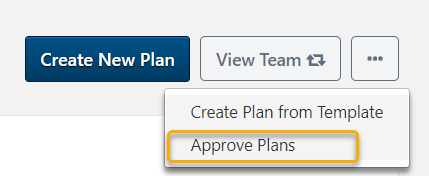 Create New Plan View Team •••
Create Plan from Template
Approve Plans